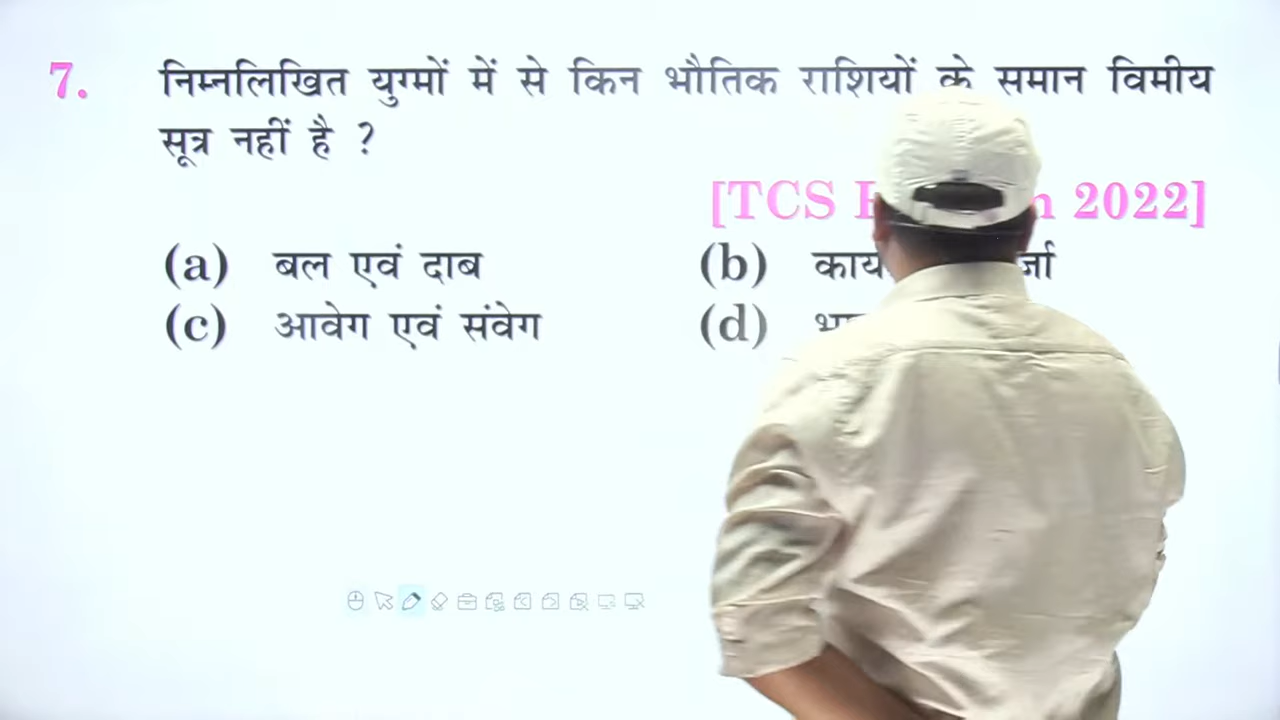 7. निम्नलिखित युग्मों में से किन भौतिक राशियों के समान विमीय
सूत्र नहीं है ?
[TCS 2022]
(a) बल एवं दाब (b)
(c) आवेग एवं संवेग (d)